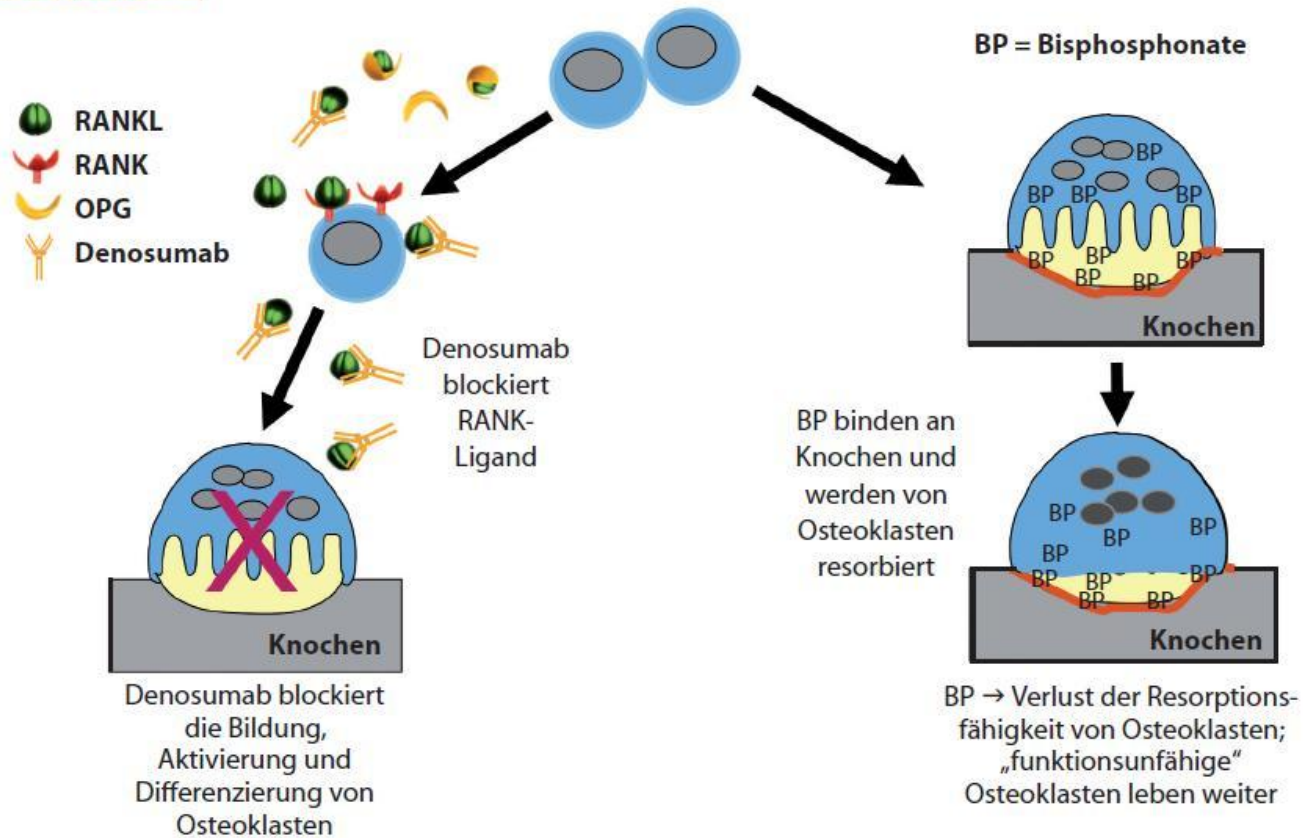 BP = Bisphosphonate
RANKL
RANK
OPG
Denosumab
Denosumab
blockiert
RANK-
Ligand
Knochen
Denosumab blockiert
die Bildung,
Aktivierung und
Differenzierung von
Osteoklasten
BP
BP
BP
BP
BP
BP
BP
BP
BP
Knochen
BP binden an
Knochen und
werden von
Osteoklasten
resorbiert
BP
BP
BP
BP
BP
BP
BP
BP
BP
Knochen
BP → Verlust der Resorptions-
fähigkeit von Osteoklasten;
„funktionsunfähige“
Osteoklasten leben weiter